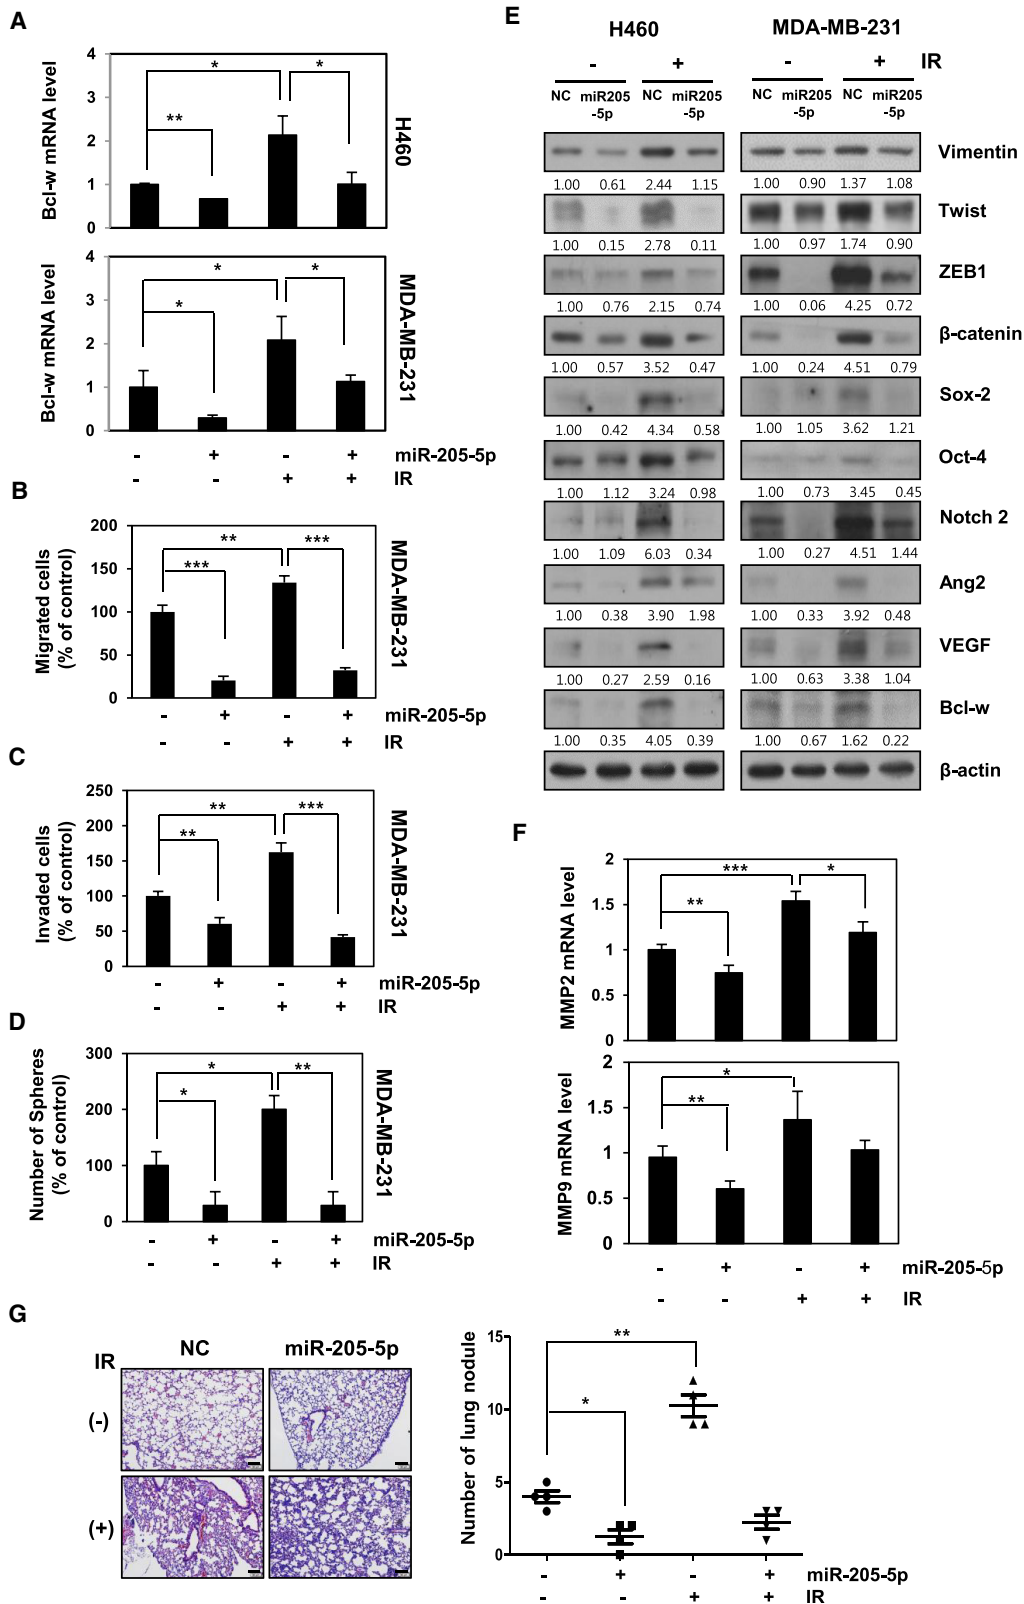 A
Bcl-w mRNA level
4
3
2
1
0
*
*
**
H460
Bcl-w mRNA level
4
2
1
0
*
*
*
MDA-MB-231
- + - + miR-205-5p
- - + + IR
B
Migrated cells
(% of control)
200
150
100
50
0
**
***
***
MDA-MB-231
- + - + miR-205-5p
- - + + IR
C
Invaded cells
(% of control)
250
200
150
100
50
0
**
***
**
MDA-MB-231
- + - + miR-205-5p
- - + + IR
D
Number of Spheres
(% of control)
300
200
100
0
*
**
*
MDA-MB-231
- + - + miR-205-5p
- - + + IR
E
H460 MDA-MB-231
- + - + IR
NC miR205 NC miR205 NC miR205 NC miR205
-5p -5p -5p -5p
Vimentin
1.00 0.61 2.44 1.15 1.00 0.90 1.37 1.08
Twist
1.00 0.15 2.78 0.11 1.00 0.97 1.74 0.90
ZEB1
1.00 0.76 2.15 0.74 1.00 0.06 4.25 0.72
β-catenin
1.00 0.57 3.52 0.47 1.00 0.24 4.51 0.79
Sox-2
1.00 0.42 4.34 0.58 1.00 1.05 3.62 1.21
Oct-4
1.00 1.12 3.24 0.98 1.00 0.73 3.45 0.45
Notch 2
1.00 1.09 6.03 0.34 1.00 0.27 4.51 1.44
Ang2
1.00 0.38 3.90 1.98 1.00 0.33 3.92 0.48
VEGF
1.00 0.27 2.59 0.16 1.00 0.63 3.38 1.04
Bcl-w
1.00 0.35 4.05 0.39 1.00 0.67 1.62 0.22
β-actin
F
MMP2 mRNA level
2
1.5
1
0.5
0
***
*
**
MMP9 mRNA level
2
1.5
1
0.5
0
*
**
- + - + miR-205-5p
- - + + IR
G
IR NC miR-205-5p
(-)
(+)
Number of lung nodule
15
10
5
0
**
*
- + - + miR-205-5p
- - + + IR